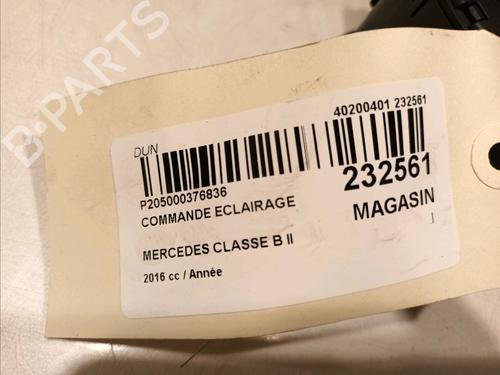 B-PARTS
DUN
40200401 232561
P205000376836
232561
COMMANDE ECLAIRAGE
MAGASIN
J
MERCEDES CLASSE B II
2016 cc / Année